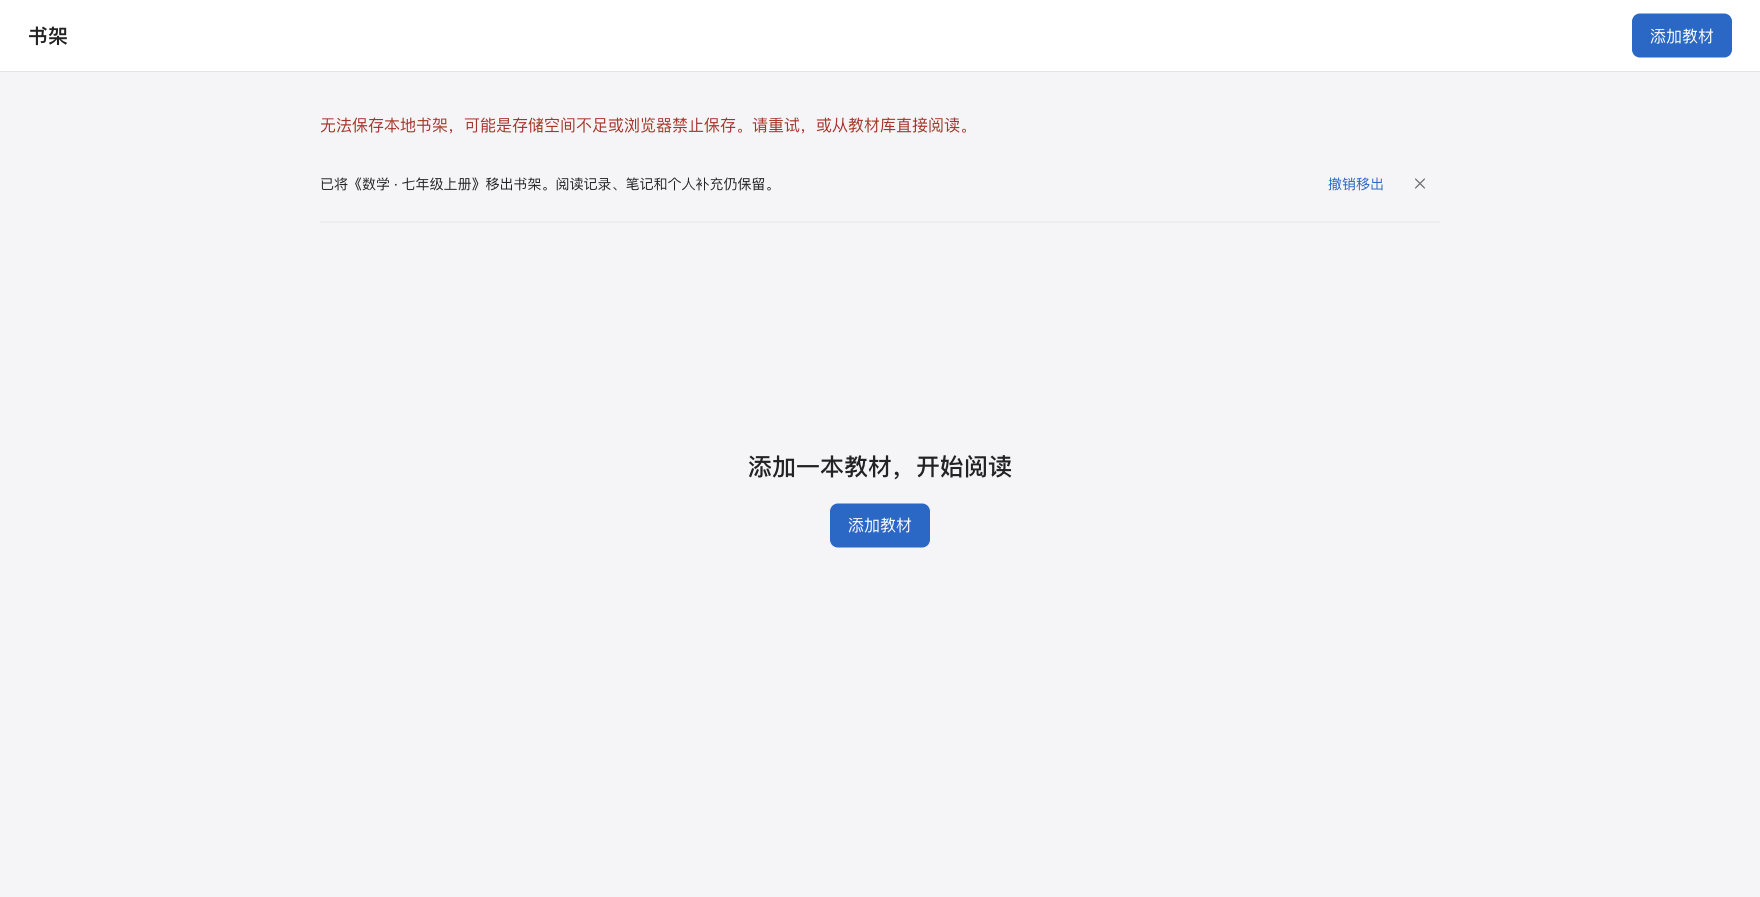 书架
添加教材
无法保存本地书架，可能是存储空间不足或浏览器禁止保存。请重试，或从教材库直接阅读。
已将《数学 · 七年级上册》移出书架。阅读记录、笔记和个人补充仍保留。
撤销移出
添加一本教材，开始阅读
添加教材